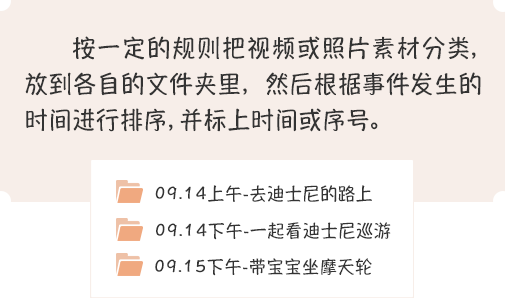 按一定的规则把视频或照片素材分类,
放到各自的文件夹里，然后根据事件发生的
时间进行排序,并标上时间或序号。
09.14上午-去迪士尼的路上
09.14下午-一起看迪士尼巡游
09.15下午-带宝宝坐摩天轮